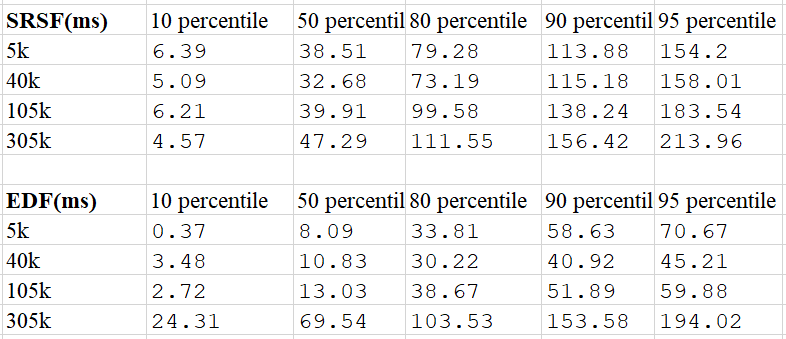 SRSF(ms) 10 percentile 50 percentil 80 percentile 90 percentil 95 percentile
5k 6.39 38.51 79.28 113.88 154.2
40k 5.09 32.68 73.19 115.18 158.01
105k 6.21 39.91 99.58 138.24 183.54
305k 4.57 47.29 111.55 156.42 213.96
EDF(ms) 10 percentile 50 percentil 80 percentile 90 percentil 95 percentile
5k 0.37 8.09 33.81 58.63 70.67
40k 3.48 10.83 30.22 40.92 45.21
105k 2.72 13.03 38.67 51.89 59.88
305k 24.31 69.54 103.53 153.58 194.02